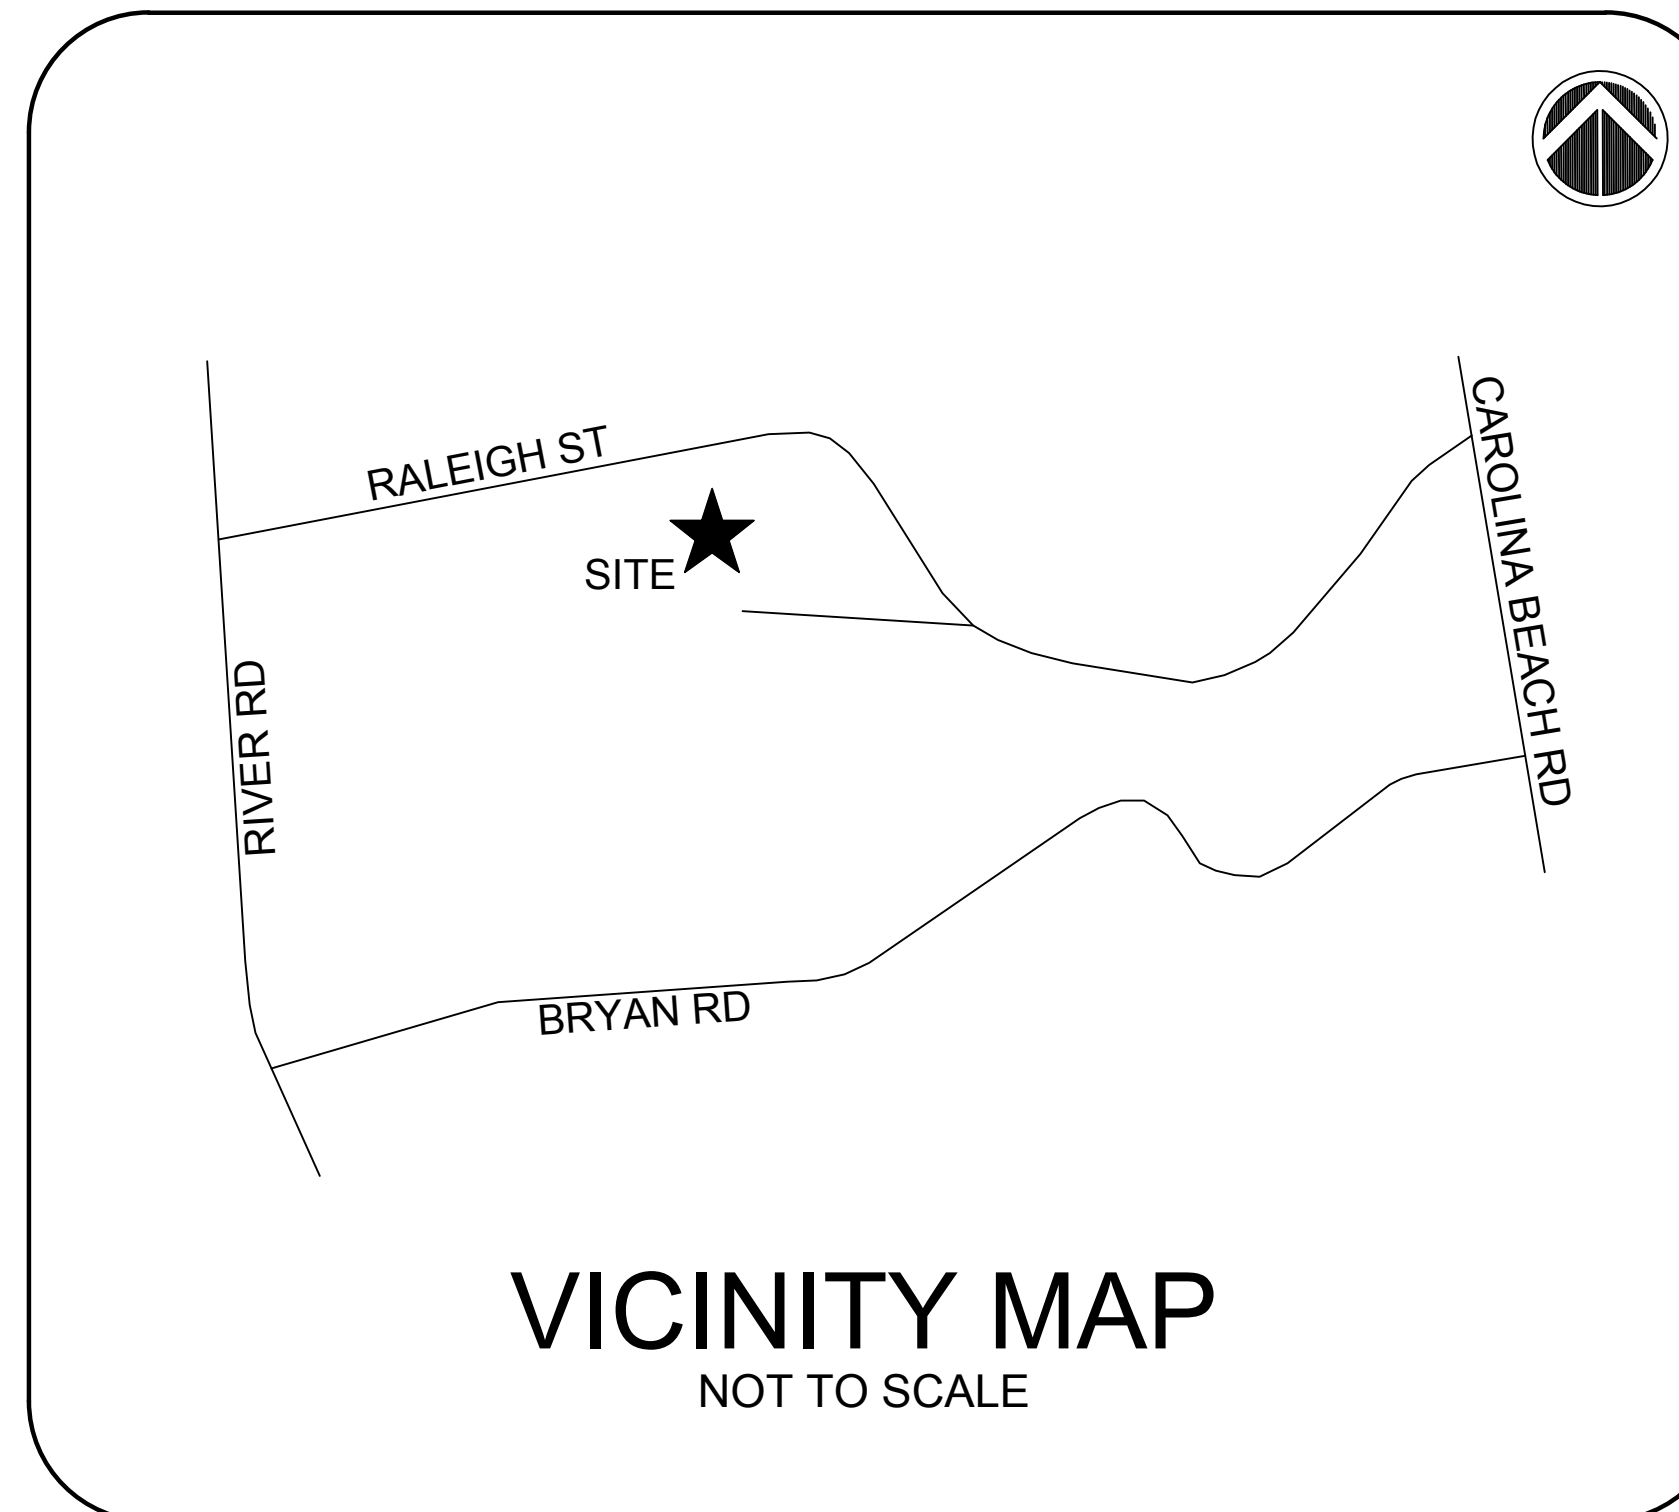 RALEIGH ST
CAROLINA BEACH RD
SITE
RIVER RD
BRYAN RD
VICINITY MAP
NOT TO SCALE